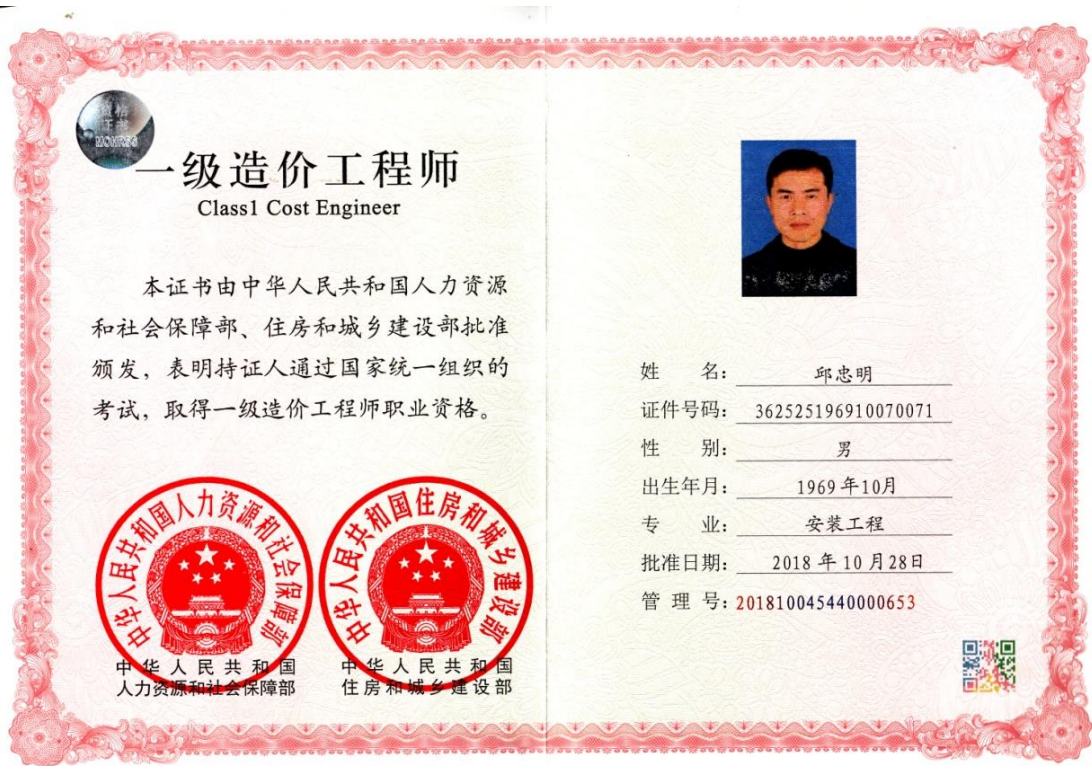 一级造价工程师
Class1 Cost Engineer
本证书由中华人民共和国人力资源
和社会保障部、住房和城乡建设部批准
颁发，表明持证人通过国家统一组织的
考试，取得一级造价工程师职业资格。
中华人民共和国人力资源和社会保障部
中华人民共和国住房和城乡建设部
中华人民共和国
人力资源和社会保障部
中华人民共和国
住房和城乡建设部
姓 名：邱忠明
证件号码：362525196910070071
性 别：男
出生年月：1969年10月
专 业：安装工程
批准日期：2018年10月28日
管 理 号：201810045440000653